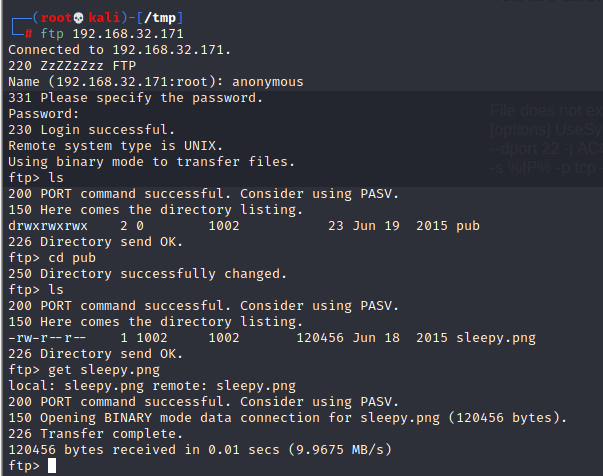 (root💀kali)-[/tmp]
# ftp 192.168.32.171
Connected to 192.168.32.171.
220 ZzZZzZzz FTP
Name (192.168.32.171:root): anonymous
331 Please specify the password.
Password:
230 Login successful.
Remote system type is UNIX.
Using binary mode to transfer files.
ftp> ls
200 PORT command successful. Consider using PASV.
150 Here comes the directory listing.
drwxrwxrwx    2 0        1002           23 Jun 19  2015 pub
226 Directory send OK.
ftp> cd pub
250 Directory successfully changed.
ftp> ls
200 PORT command successful. Consider using PASV.
150 Here comes the directory listing.
-rw-r--r--    1 1002     1002       120456 Jun 18  2015 sleepy.png
226 Directory send OK.
ftp> get sleepy.png
local: sleepy.png remote: sleepy.png
200 PORT command successful. Consider using PASV.
150 Opening BINARY mode data connection for sleepy.png (120456 bytes).
226 Transfer complete.
120456 bytes received in 0.01 secs (9.9675 MB/s)
ftp>
File does not ex
[options] UseSy
--dport 22 -j AC
-s %IP% -p tcp